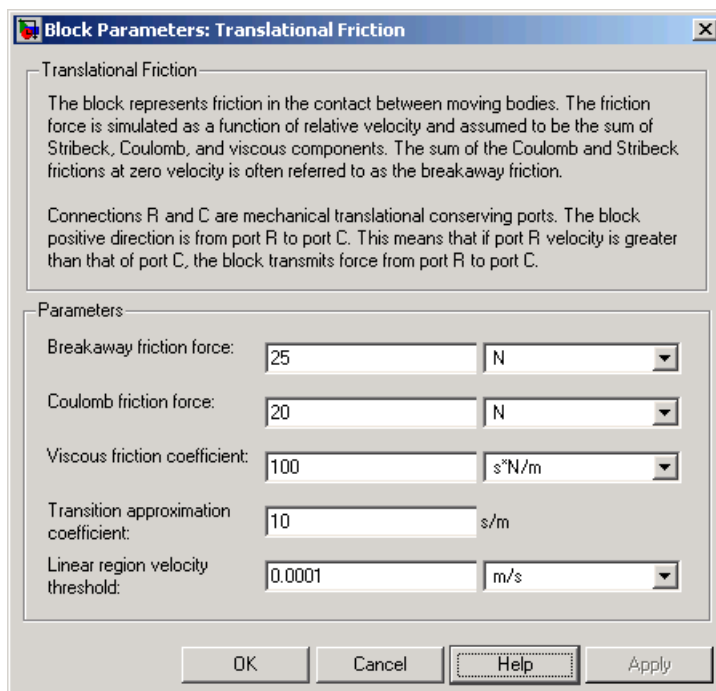 Block Parameters: Translational Friction
Translational Friction
The block represents friction in the contact between moving bodies. The friction
force is simulated as a function of relative velocity and assumed to be the sum of
Stribeck, Coulomb, and viscous components. The sum of the Coulomb and Stribeck
frictions at zero velocity is often referred to as the breakaway friction.
Connections R and C are mechanical translational conserving ports. The block
positive direction is from port R to port C. This means that if port R velocity is greater
than that of port C, the block transmits force from port R to port C.
Parameters
Breakaway friction force: 25 N
Coulomb friction force: 20 N
Viscous friction coefficient: 100 s*N/m
Transition approximation
coefficient: 10 s/m
Linear region velocity
threshold: 0.0001 m/s
OK Cancel Help Apply